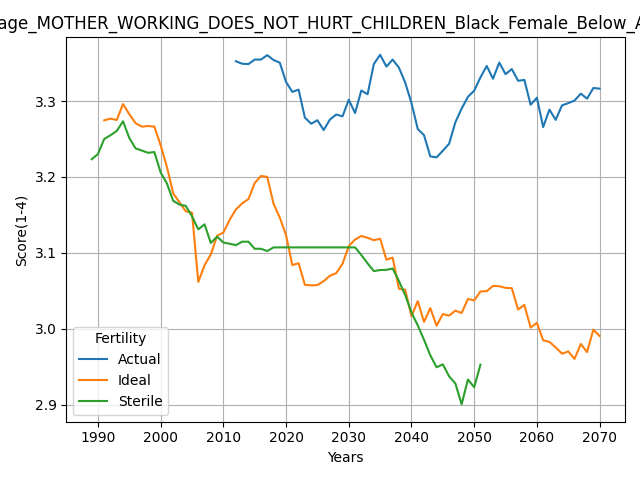 age_MOTHER_WORKING_DOES_NOT_HURT_CHILDREN_Black_Female_Below_A
Score(1-4)
3.3
3.2
3.1
3.0
2.9
Fertility
Actual
Ideal
Sterile
1990 2000 2010 2020 2030 2040 2050 2060 2070
Years